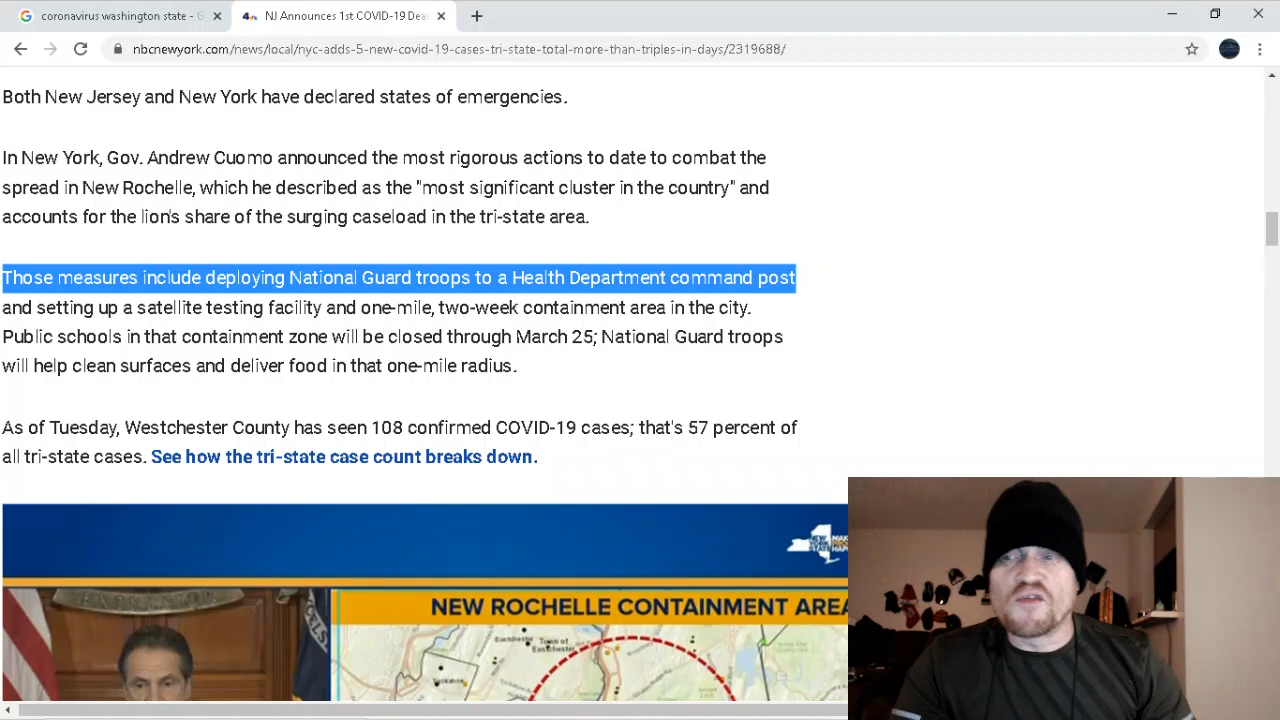 coronavirus washington state - G
NJ Announces 1st COVID-19 Dea
nbcnewyork.com/news/local/nyc-adds-5-new-covid-19-cases-tri-state-total-more-than-triples-in-days/2319688/
Both New Jersey and New York have declared states of emergencies.
In New York, Gov. Andrew Cuomo announced the most rigorous actions to date to combat the
spread in New Rochelle, which he described as the "most significant cluster in the country" and
accounts for the lion's share of the surging caseload in the tri-state area.
Those measures include deploying National Guard troops to a Health Department command post
and setting up a satellite testing facility and one-mile, two-week containment area in the city.
Public schools in that containment zone will be closed through March 25; National Guard troops
will help clean surfaces and deliver food in that one-mile radius.
As of Tuesday, Westchester County has seen 108 confirmed COVID-19 cases; that's 57 percent of
all tri-state cases. See how the tri-state case count breaks down.
NEW ROCHELLE CONTAINMENT AREA
Town of
Eastchester